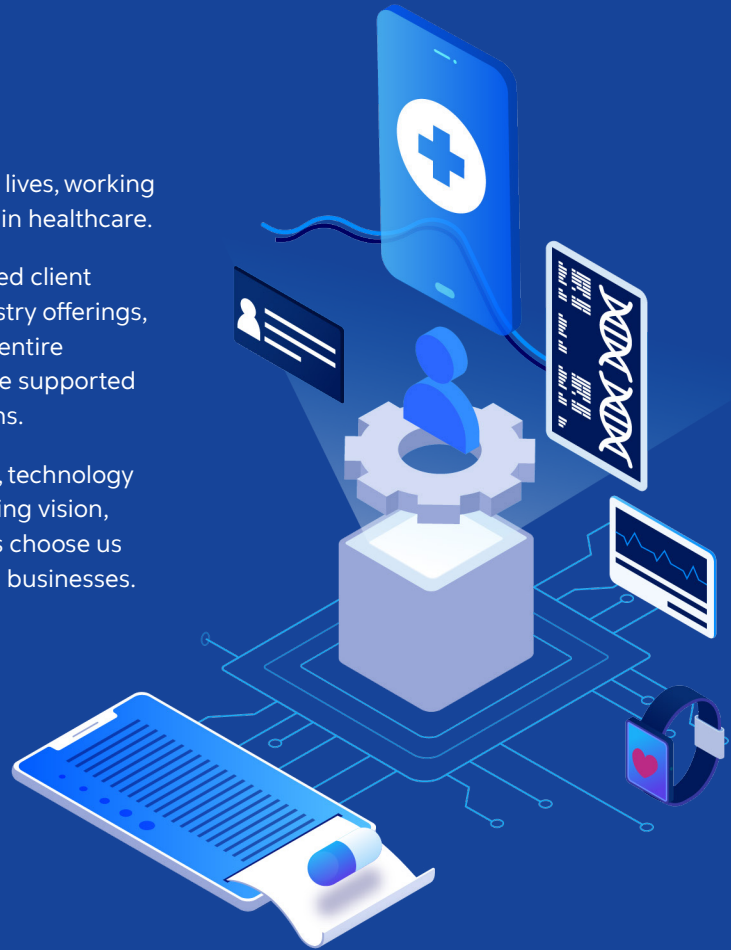 lives, working
in healthcare.
ed client
stry offerings,
entire
e supported
ns.
, technology
ing vision,
s choose us
businesses.